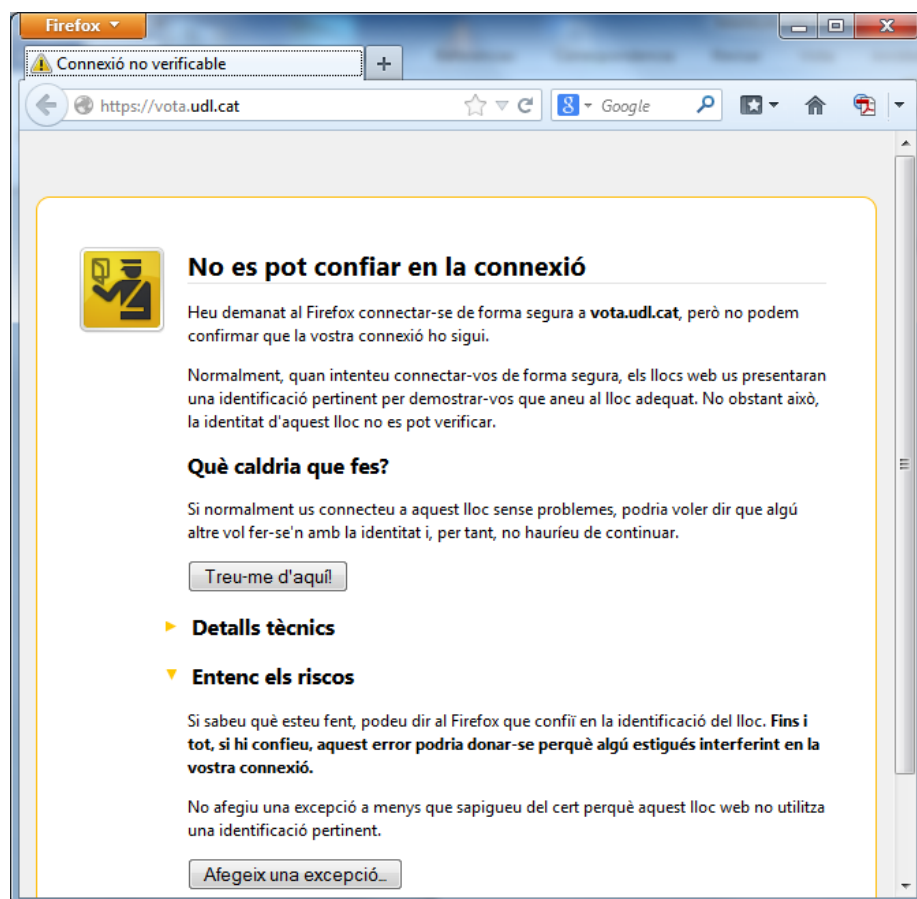 Firefox
Connexió no verificable
https://vota.udl.cat
8 Google
No es pot confiar en la connexió
Heu demanat al Firefox connectar-se de forma segura a vota.udl.cat, però no podem
confirmar que la vostra connexió ho sigui.
Normalment, quan intenteu connectar-vos de forma segura, els llocs web us presentaran
una identificació pertinent per demostrar-vos que aneu al lloc adequat. No obstant això,
la identitat d'aquest lloc no es pot verificar.
Què caldria que fes?
Si normalment us connecteu a aquest lloc sense problemes, podria voler dir que algú
altre vol fer-se'n amb la identitat i, per tant, no hauríeu de continuar.
Treu-me d'aquí!
Detalls tècnics
Entenc els riscos
Si sabeu què esteu fent, podeu dir al Firefox que confiï en la identificació del lloc. Fins i
tot, si hi confieu, aquest error podria donar-se perquè algú estigués interferint en la
vostra connexió.
No afegiu una excepció a menys que sapigueu del cert perquè aquest lloc web no utilitza
una identificació pertinent.
Afegeix una excepció...